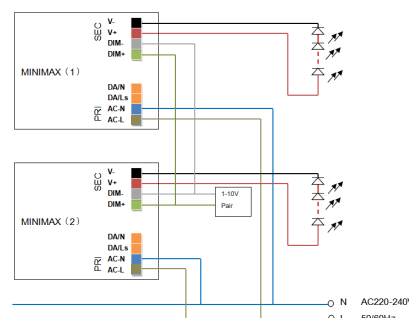 SEC
V-
V+
DIM-
DIM+
MINIMAX（1）
PRI
DA/N
DA/Ls
AC-N
AC-L
SEC
V-
V+
DIM-
DIM+
1-10V
Pair
MINIMAX（2）
PRI
DA/N
DA/Ls
AC-N
AC-L
N AC220-240V
L 50/60Hz